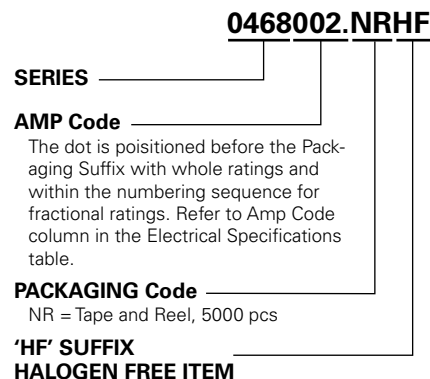 0468002.NRHF
SERIES
AMP Code
The dot is poisitioned before the Pack-
aging Suffix with whole ratings and
within the numbering sequence for
fractional ratings. Refer to Amp Code
column in the Electrical Specifications
table.
PACKAGING Code
NR = Tape and Reel, 5000 pcs
'HF' SUFFIX
HALOGEN FREE ITEM